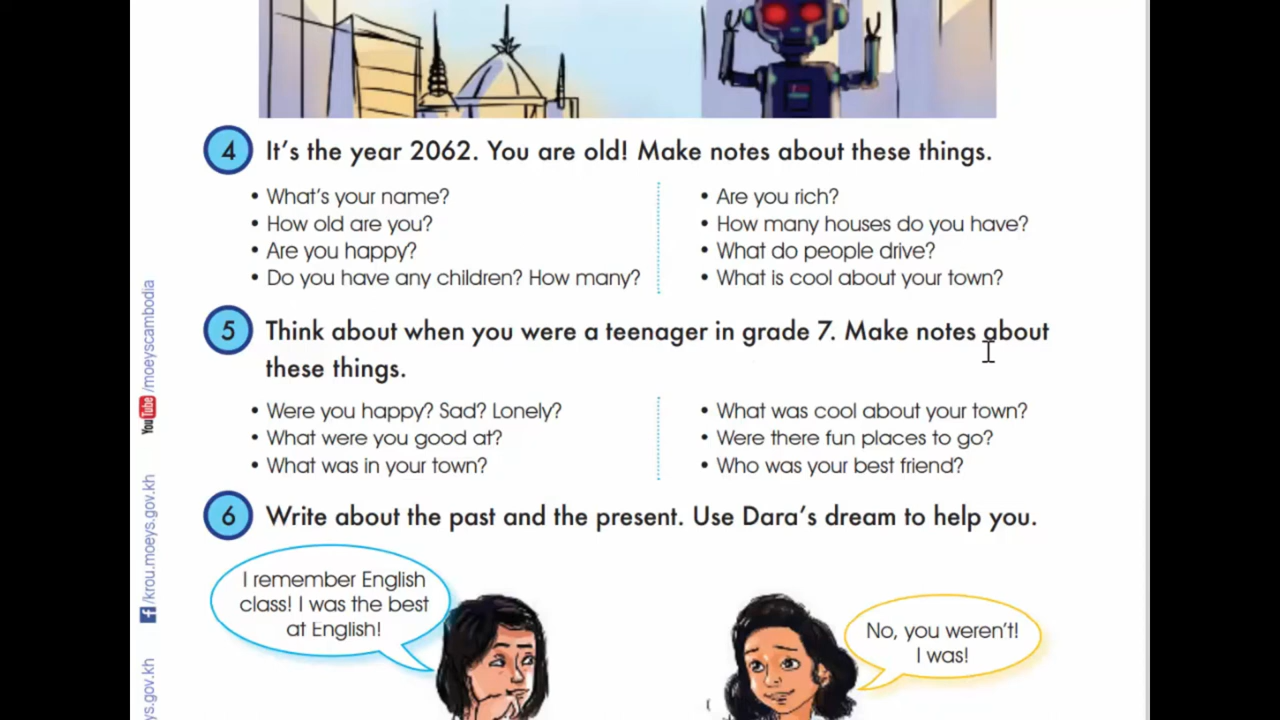 4 It's the year 2062. You are old! Make notes about these things.
• What's your name?
• How old are you?
• Are you happy?
• Do you have any children? How many?
• Are you rich?
• How many houses do you have?
• What do people drive?
• What is cool about your town?
5 Think about when you were a teenager in grade 7. Make notes about
these things.
• Were you happy? Sad? Lonely?
• What were you good at?
• What was in your town?
• What was cool about your town?
• Were there fun places to go?
• Who was your best friend?
6 Write about the past and the present. Use Dara's dream to help you.
I remember English
class! I was the best
at English!
No, you weren't!
I was!
YouTube /moeyscambodia
f /krou.moeys.gov.kh
ys.gov.kh